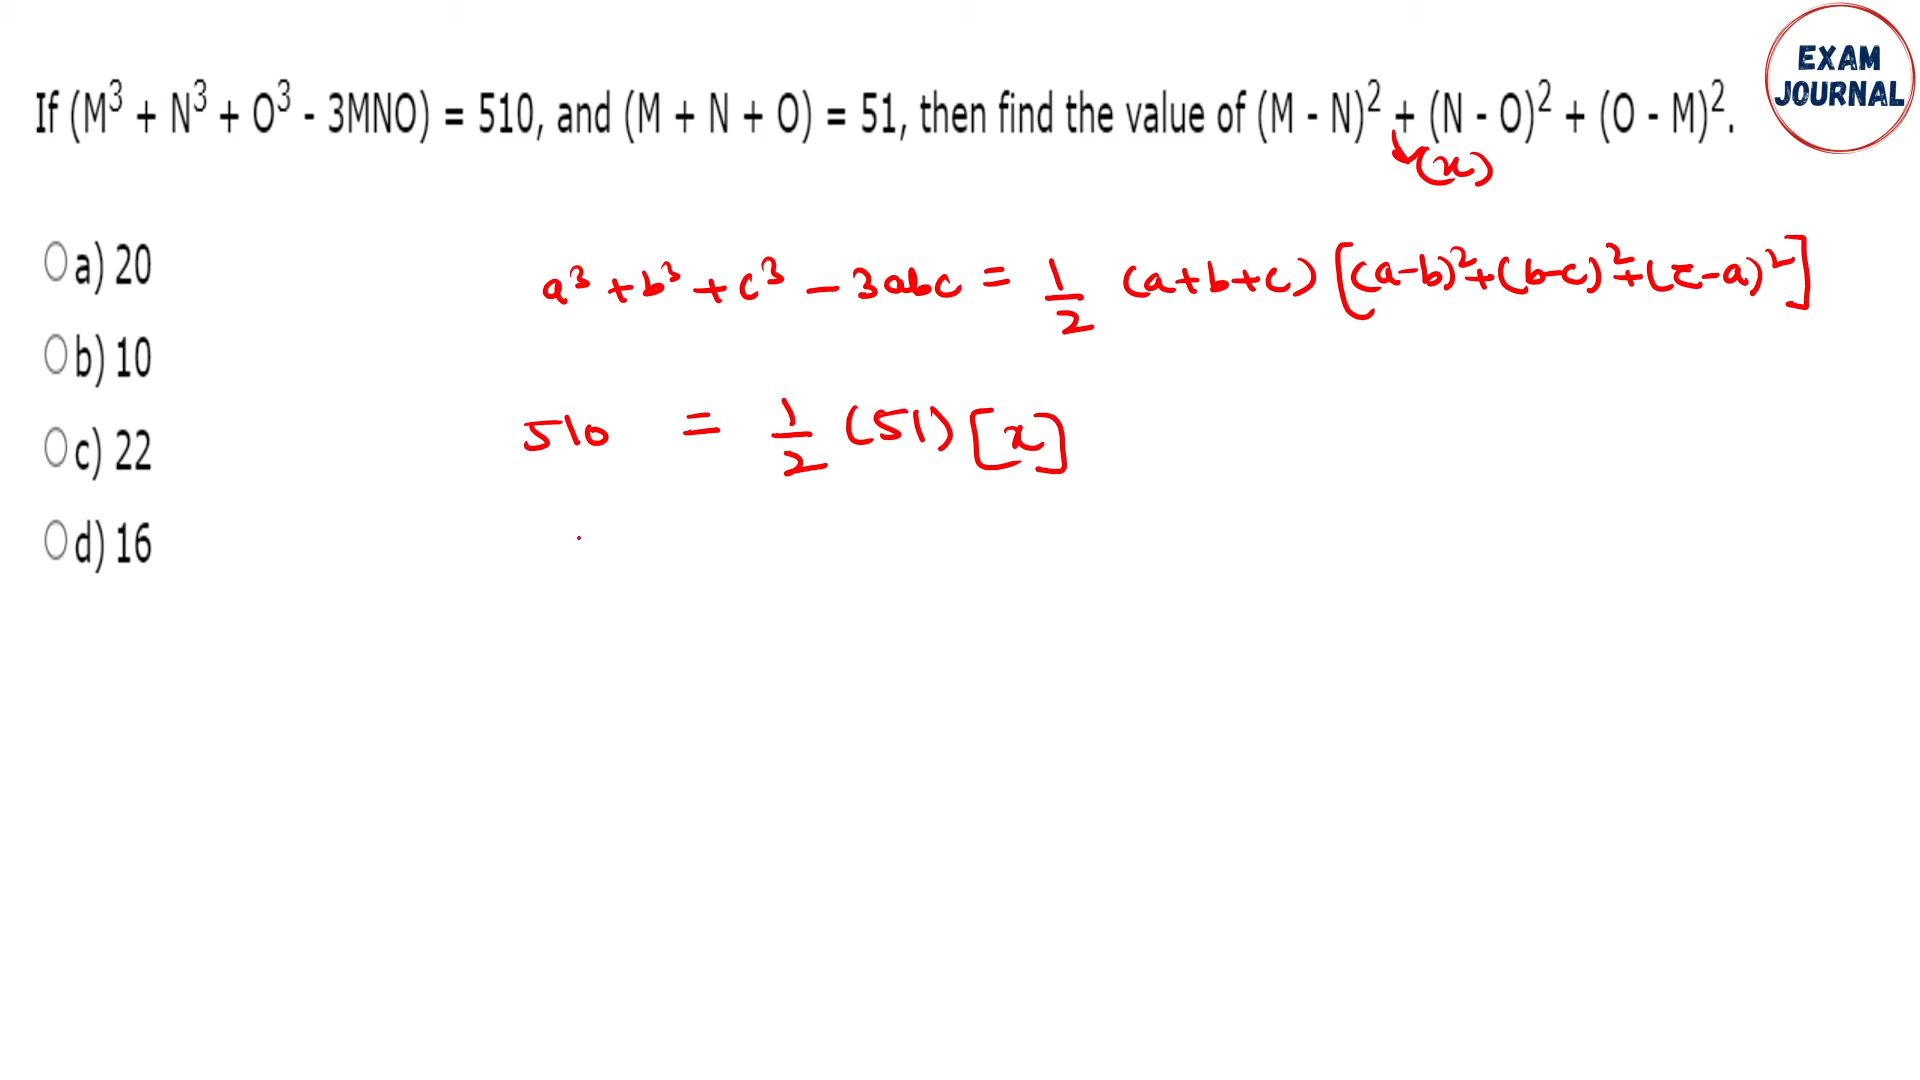 EXAM
JOURNAL
If (M³ + N³ + O³ - 3MNO) = 510, and (M + N + O) = 51, then find the value of (M - N)² + (N - O)² + (O - M)².
(x)
a) 20
a³ + b³ + c³ - 3abc = 1/2 (a+b+c) [(a-b)²+(b-c)²+(c-a)²]
b) 10
510 = 1/2 (51) [x]
c) 22
d) 16